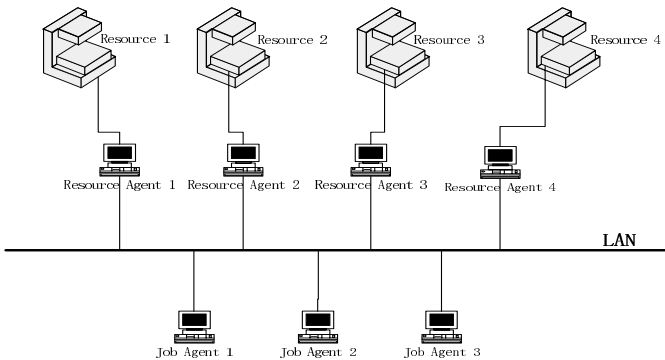 Resource 1
Resource 2
Resource 3
Resource 4
Resource Agent 1
Resource Agent 2
Resource Agent 3
Resource Agent 4
LAN
Job Agent 1
Job Agent 2
Job Agent 3